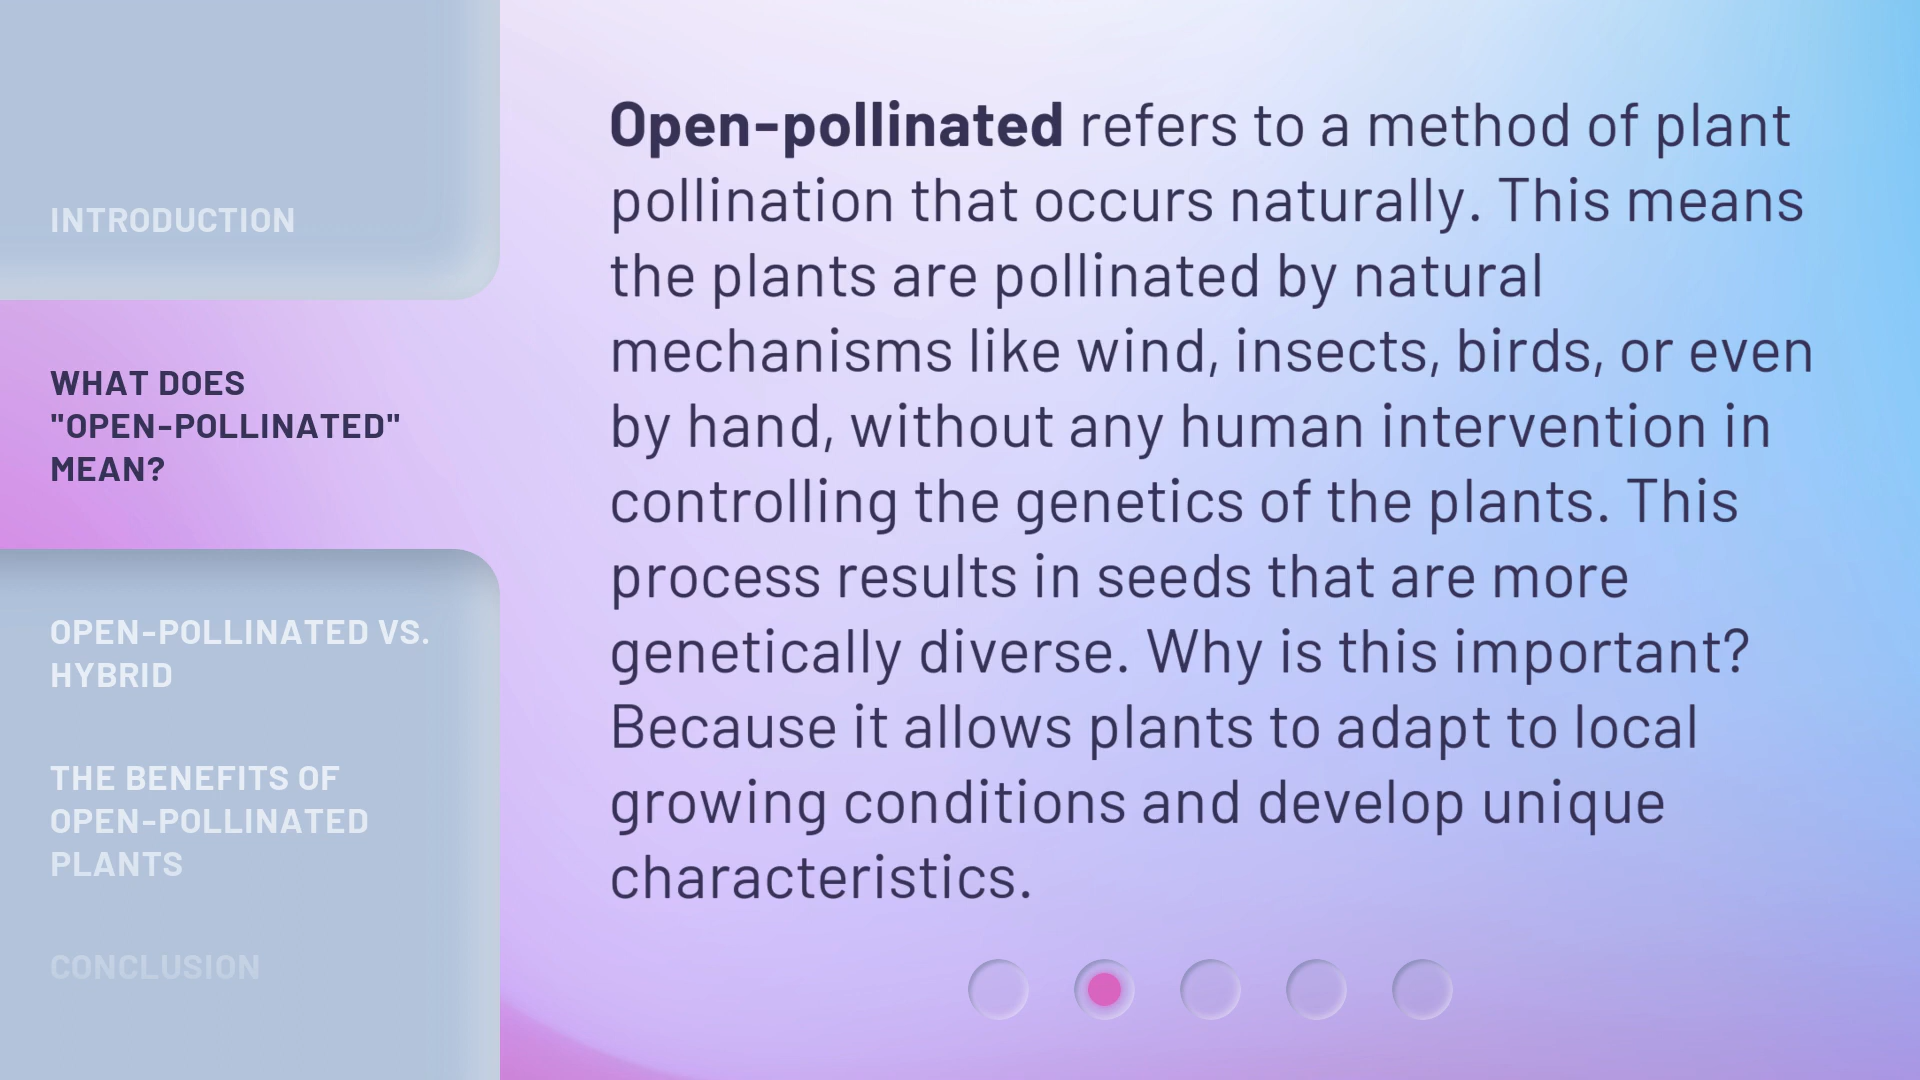 INTRODUCTION
WHAT DOES
"OPEN-POLLINATED"
MEAN?
OPEN-POLLINATED VS.
HYBRID
THE BENEFITS OF
OPEN-POLLINATED
PLANTS
CONCLUSION
Open-pollinated refers to a method of plant
pollination that occurs naturally. This means
the plants are pollinated by natural
mechanisms like wind, insects, birds, or even
by hand, without any human intervention in
controlling the genetics of the plants. This
process results in seeds that are more
genetically diverse. Why is this important?
Because it allows plants to adapt to local
growing conditions and develop unique
characteristics.